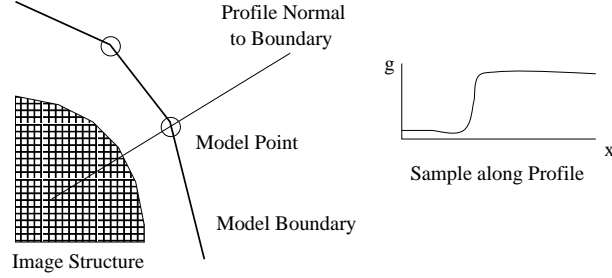 Profile Normal
to Boundary
Model Point
Model Boundary
Image Structure
g
x
Sample along Profile